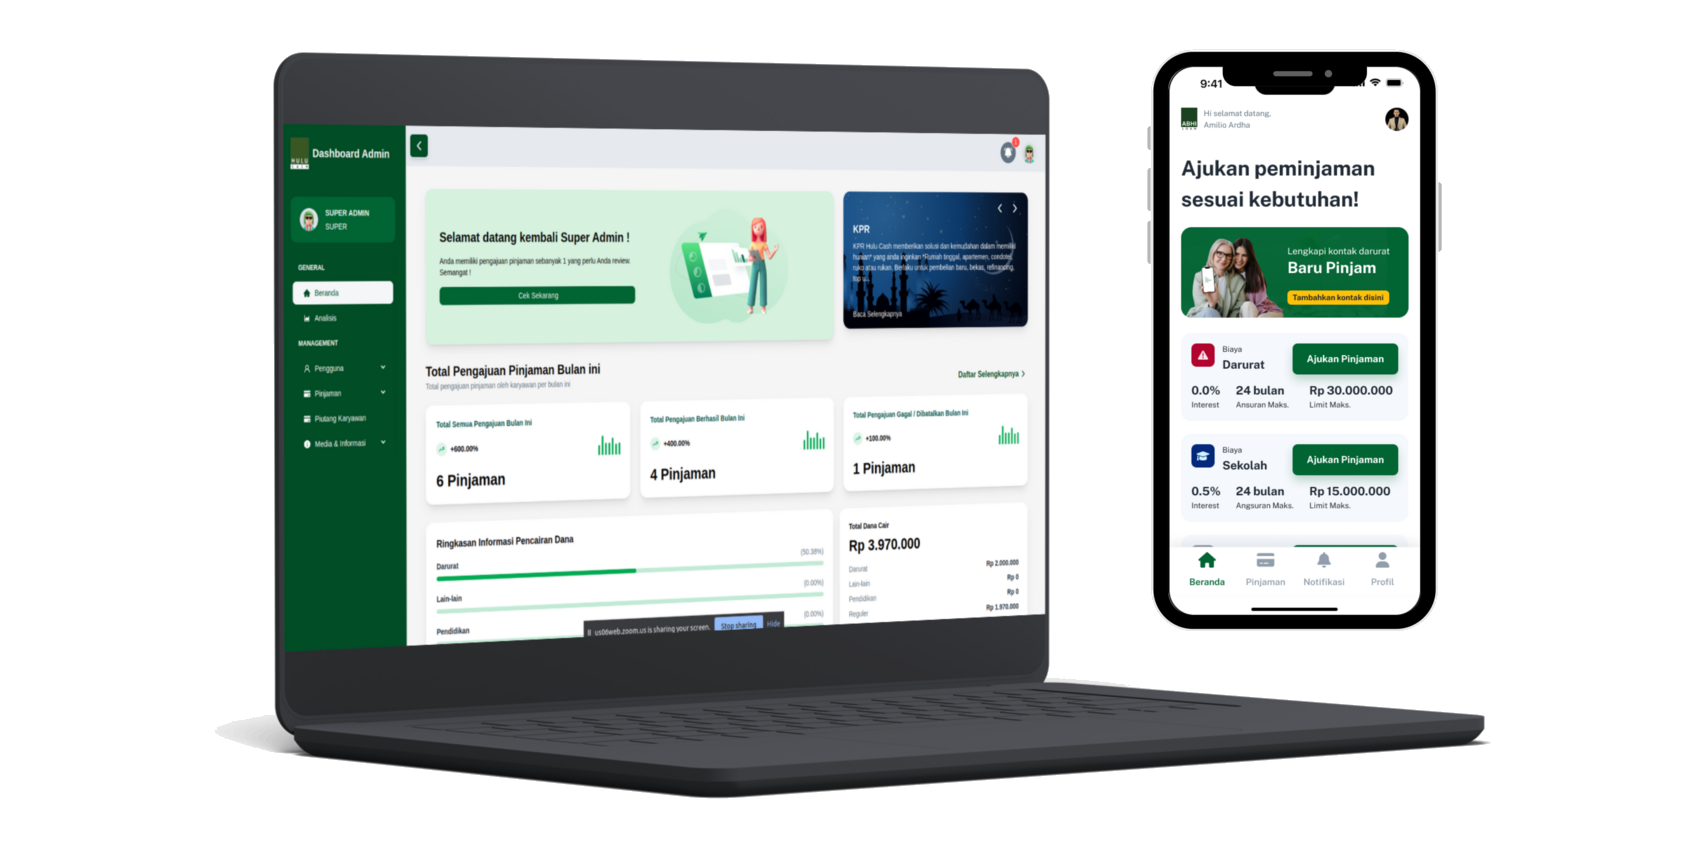 HULU
CASH
Dashboard Admin
SUPER ADMIN
SUPER
GENERAL
Beranda
Analisis
MANAGEMENT
Pengguna
Pinjaman
Piutang Karyawan
Media & Informasi
Selamat datang kembali Super Admin !
Anda memiliki pengajuan pinjaman sebanyak 1 yang perlu Anda review.
Semangat !
Cek Sekarang
KPR
KPR Hulu Cash memberikan solusi dan kemudahan dalam memiliki
hunian" yang anda inginkan "Rumah tinggal, apartemen, condotel,
ruko atau rukan. Berlaku untuk pembelian baru, bekas, refinancing,
top u...
Baca Selengkapnya
Total Pengajuan Pinjaman Bulan ini
Total pengajuan pinjaman oleh karyawan per bulan ini
Daftar Selengkapnya
Total Semua Pengajuan Bulan Ini
+600.00%
6 Pinjaman
Total Pengajuan Berhasil Bulan Ini
+400.00%
4 Pinjaman
Total Pengajuan Gagal / Dibatalkan Bulan Ini
+100.00%
1 Pinjaman
Ringkasan Informasi Pencairan Dana
Darurat
(50.38%)
Lain-lain
(0.00%)
Pendidikan
(0.00%)
Total Dana Cair
Rp 3.970.000
Darurat Rp 2.000.000
Lain-lain Rp 0
Pendidikan Rp 0
Reguler Rp 1.970.000
us06web.zoom.us is sharing your screen. Stop sharing Hide
9:41
ABHI
Hi selamat datang,
Amilio Ardha
Ajukan peminjaman
sesuai kebutuhan!
Lengkapi kontak darurat
Baru Pinjam
Tambahkan kontak disini
Biaya
Darurat
Ajukan Pinjaman
0.0% 24 bulan Rp 30.000.000
Interest Ansuran Maks. Limit Maks.
Biaya
Sekolah
Ajukan Pinjaman
0.5% 24 bulan Rp 15.000.000
Interest Angsuran Maks. Limit Maks.
Beranda Pinjaman Notifikasi Profil